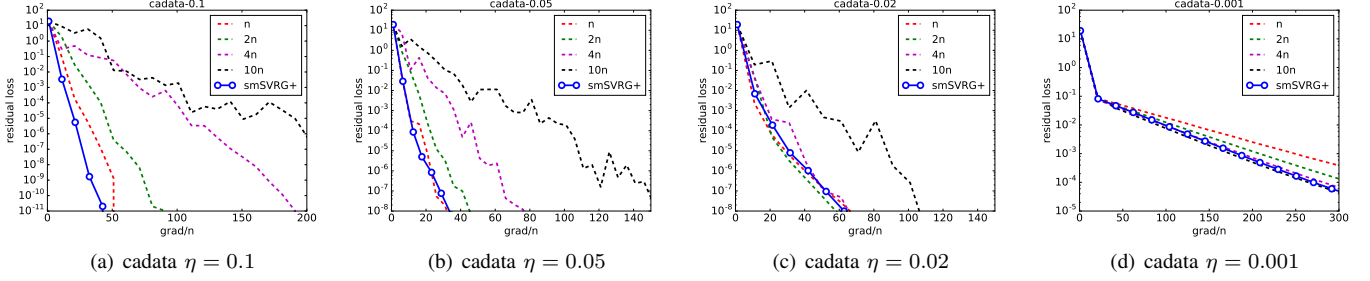 cadata-0.1
10^2
10^1
10^0
10^-1
10^-2
10^-3
10^-4
10^-5
10^-6
10^-7
10^-8
10^-9
10^-10
10^-11
residual loss
n
2n
4n
10n
smSVRG+
0 50 100 150 200
grad/n
(a) cadata η = 0.1
cadata-0.05
10^2
10^1
10^0
10^-1
10^-2
10^-3
10^-4
10^-5
10^-6
10^-7
10^-8
residual loss
n
2n
4n
10n
smSVRG+
0 20 40 60 80 100 120 140
grad/n
(b) cadata η = 0.05
cadata-0.02
10^2
10^1
10^0
10^-1
10^-2
10^-3
10^-4
10^-5
10^-6
10^-7
10^-8
residual loss
n
2n
4n
10n
smSVRG+
0 20 40 60 80 100 120 140
grad/n
(c) cadata η = 0.02
cadata-0.001
10^2
10^1
10^0
10^-1
10^-2
10^-3
10^-4
10^-5
residual loss
n
2n
4n
10n
smSVRG+
0 50 100 150 200 250 300
grad/n
(d) cadata η = 0.001